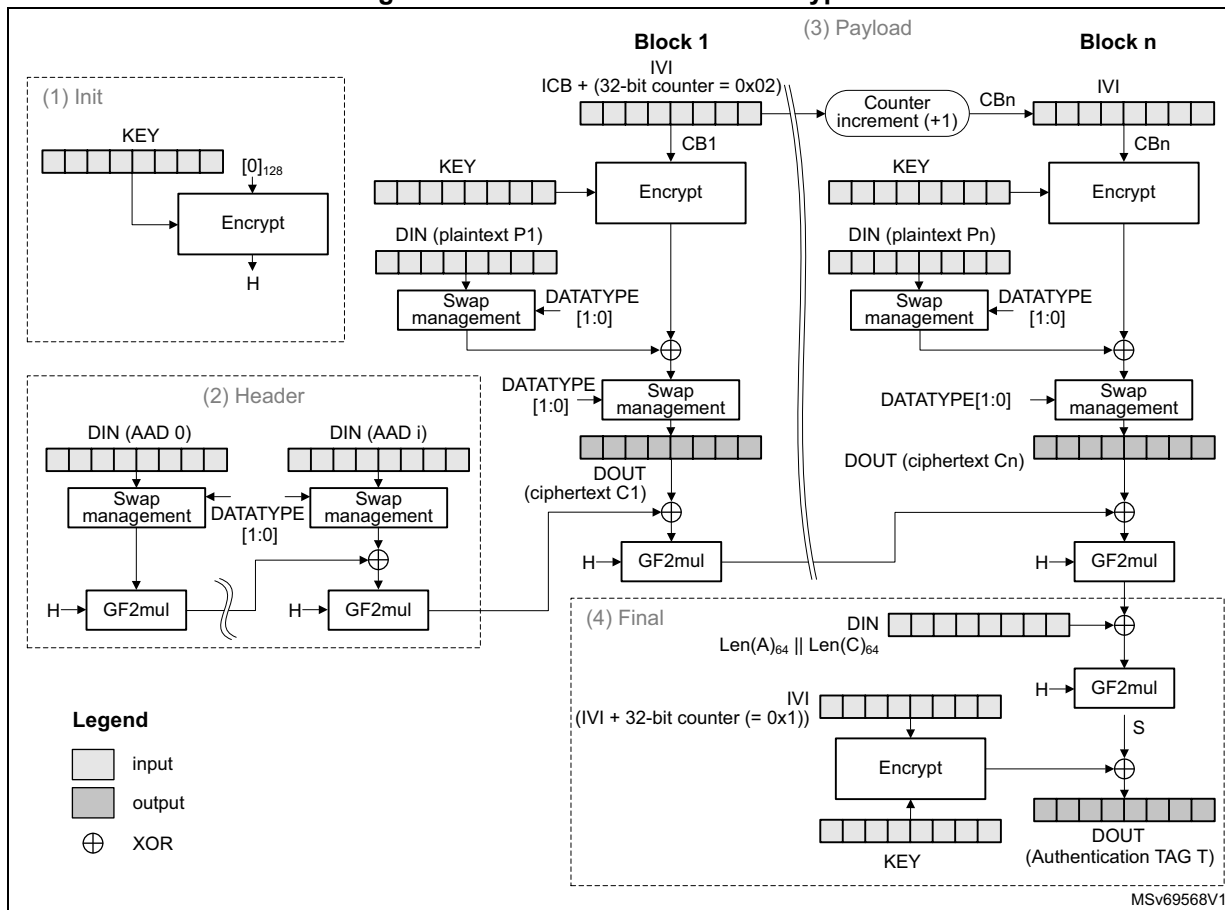 (3) Payload
Block 1
Block n
(1) Init
KEY
[0]128
Encrypt
H
IVI
ICB + (32-bit counter = 0x02)
Counter
increment (+1)
CBn
IVI
CB1
CBn
KEY
Encrypt
KEY
Encrypt
DIN (plaintext P1)
DIN (plaintext Pn)
Swap
management
DATATYPE
[1:0]
Swap
management
DATATYPE
[1:0]
DATATYPE
[1:0]
Swap
management
DATATYPE[1:0]
Swap
management
DOUT
(ciphertext C1)
DOUT (ciphertext Cn)
(2) Header
DIN (AAD 0)
DIN (AAD i)
Swap
management
DATATYPE
[1:0]
Swap
management
H
GF2mul
H
GF2mul
H
GF2mul
H
GF2mul
(4) Final
DIN
Len(A)64 || Len(C)64
H
GF2mul
IVI
(IVI + 32-bit counter (= 0x1))
S
Encrypt
KEY
DOUT
(Authentication TAG T)
Legend
input
output
XOR
MSv69568V1